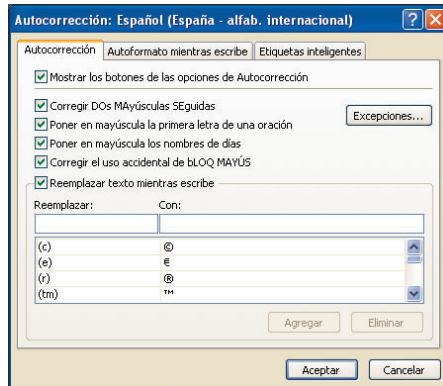 Autocorrección: Español (España - alfab. internacional)
Autocorrección Autoformato mientras escribe Etiquetas inteligentes
Mostrar los botones de las opciones de Autocorrección
Corregir DOs MAyúsculas SEguidas
Excepciones...
Poner en mayúscula la primera letra de una oración
Poner en mayúscula los nombres de días
Corregir el uso accidental de bLOQ MAYÚS
Reemplazar texto mientras escribe
Reemplazar: Con:
(c) ©
(e) €
(r) ®
(tm) ™
Agregar Eliminar
Aceptar Cancelar